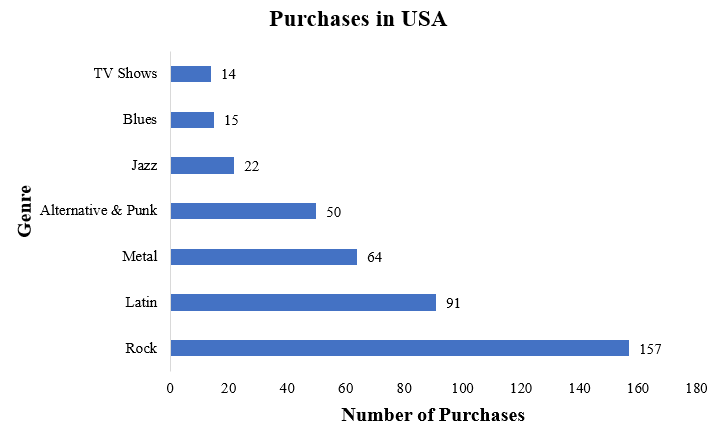 Purchases in USA
Genre
TV Shows 14
Blues 15
Jazz 22
Alternative & Punk 50
Metal 64
Latin 91
Rock 157
0 20 40 60 80 100 120 140 160 180
Number of Purchases